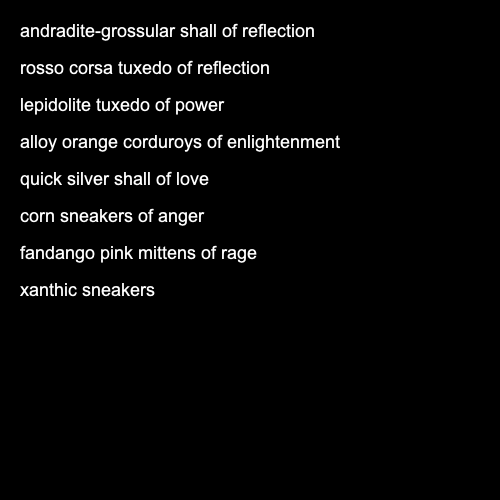 andradite-grossular shall of reflection
rosso corsa tuxedo of reflection
lepidolite tuxedo of power
alloy orange corduroys of enlightenment
quick silver shall of love
corn sneakers of anger
fandango pink mittens of rage
xanthic sneakers